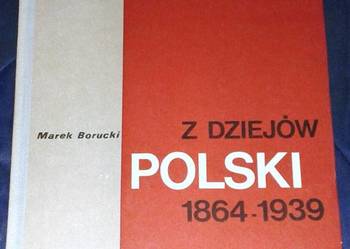 Marek Borucki
Z DZIEJÓW
POLSKI
1864-1939